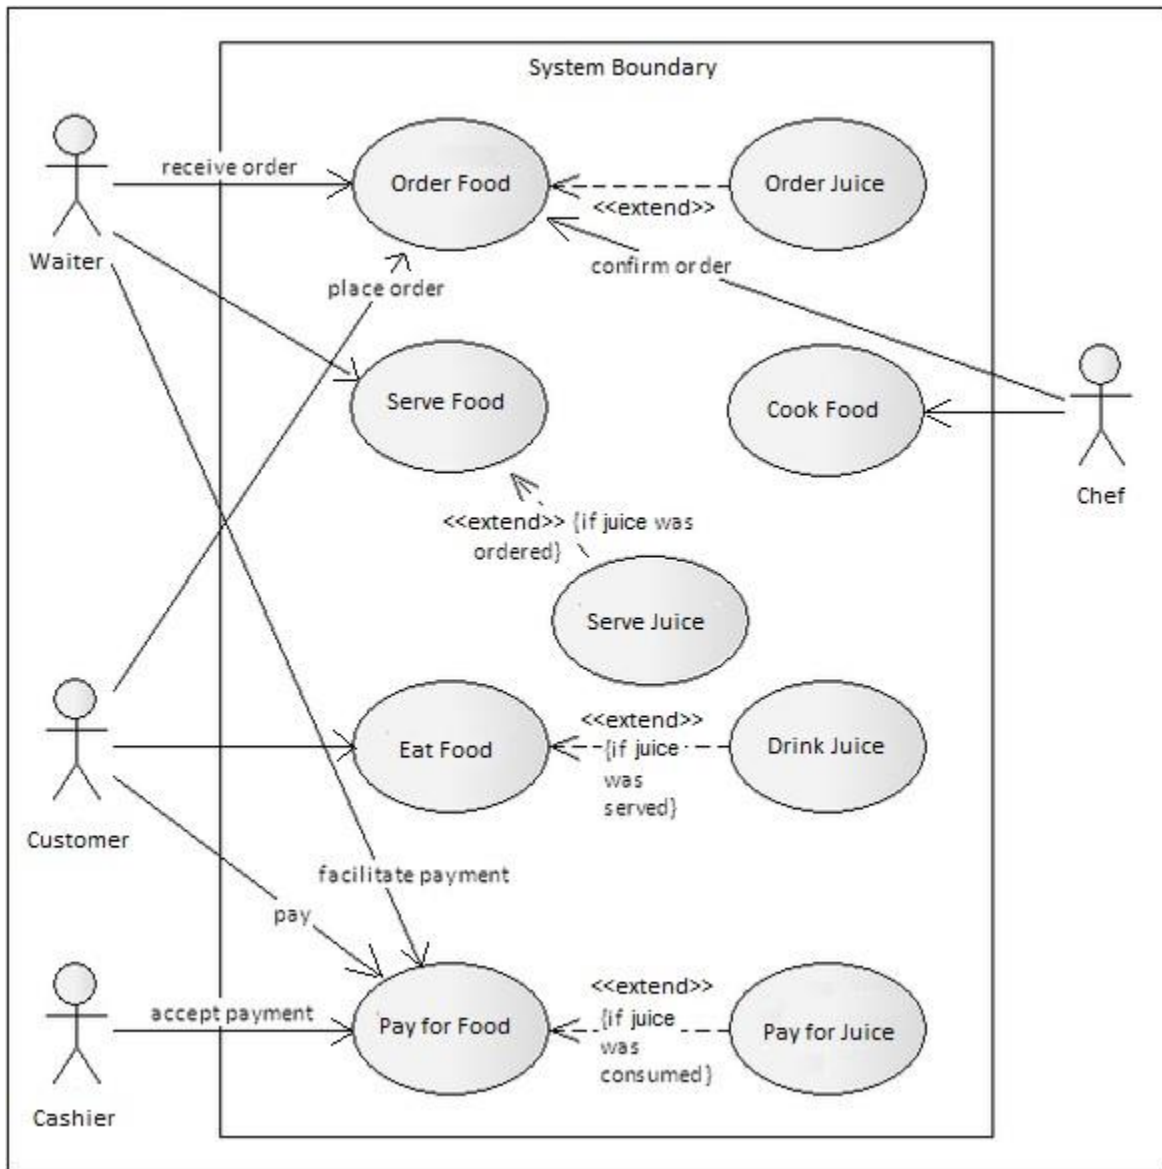 System Boundary
receive order
Order Food
Order Juice
<<extend>>
Waiter
place order
confirm order
Serve Food
Cook Food
Chef
<<extend>> {if juice was
ordered}
Serve Juice
<<extend>>
Eat Food
{if juice
Drink Juice
was
served}
Customer
facilitate payment
pay
<<extend>>
accept payment
Pay for Food
{if juice
Pay for Juice
was
consumed}
Cashier